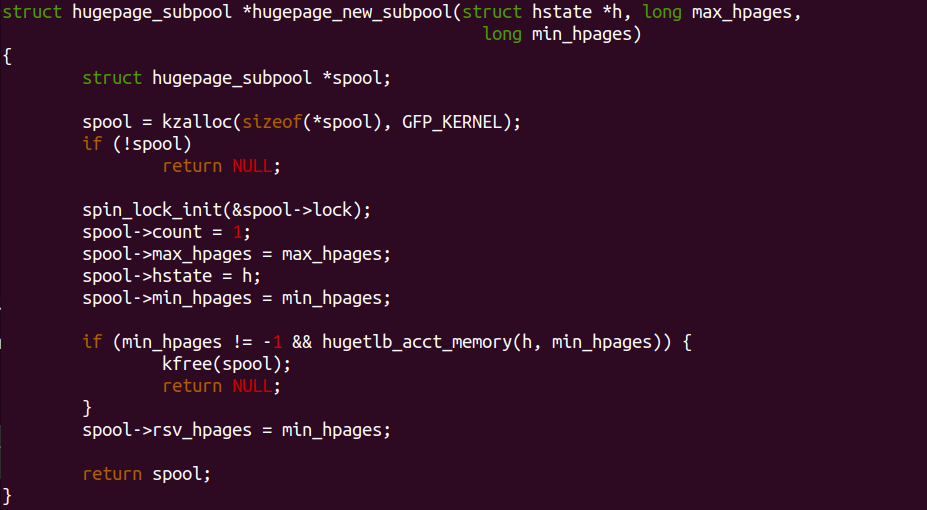 struct hugepage_subpool *hugepage_new_subpool(struct hstate *h, long max_hpages,
                                                long min_hpages)
{
        struct hugepage_subpool *spool;

        spool = kzalloc(sizeof(*spool), GFP_KERNEL);
        if (!spool)
                return NULL;

        spin_lock_init(&spool->lock);
        spool->count = 1;
        spool->max_hpages = max_hpages;
        spool->hstate = h;
        spool->min_hpages = min_hpages;

        if (min_hpages != -1 && hugetlb_acct_memory(h, min_hpages)) {
                kfree(spool);
                return NULL;
        }
        spool->rsv_hpages = min_hpages;

        return spool;
}